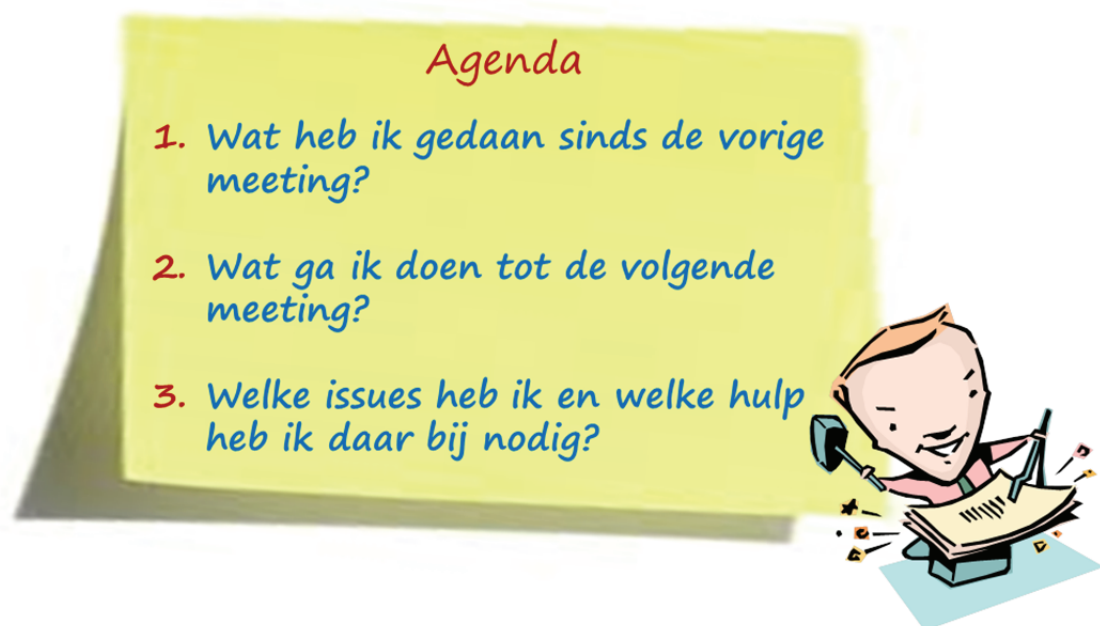 Agenda
1. Wat heb ik gedaan sinds de vorige
meeting?
2. Wat ga ik doen tot de volgende
meeting?
3. Welke issues heb ik en welke hulp
heb ik daar bij nodig?